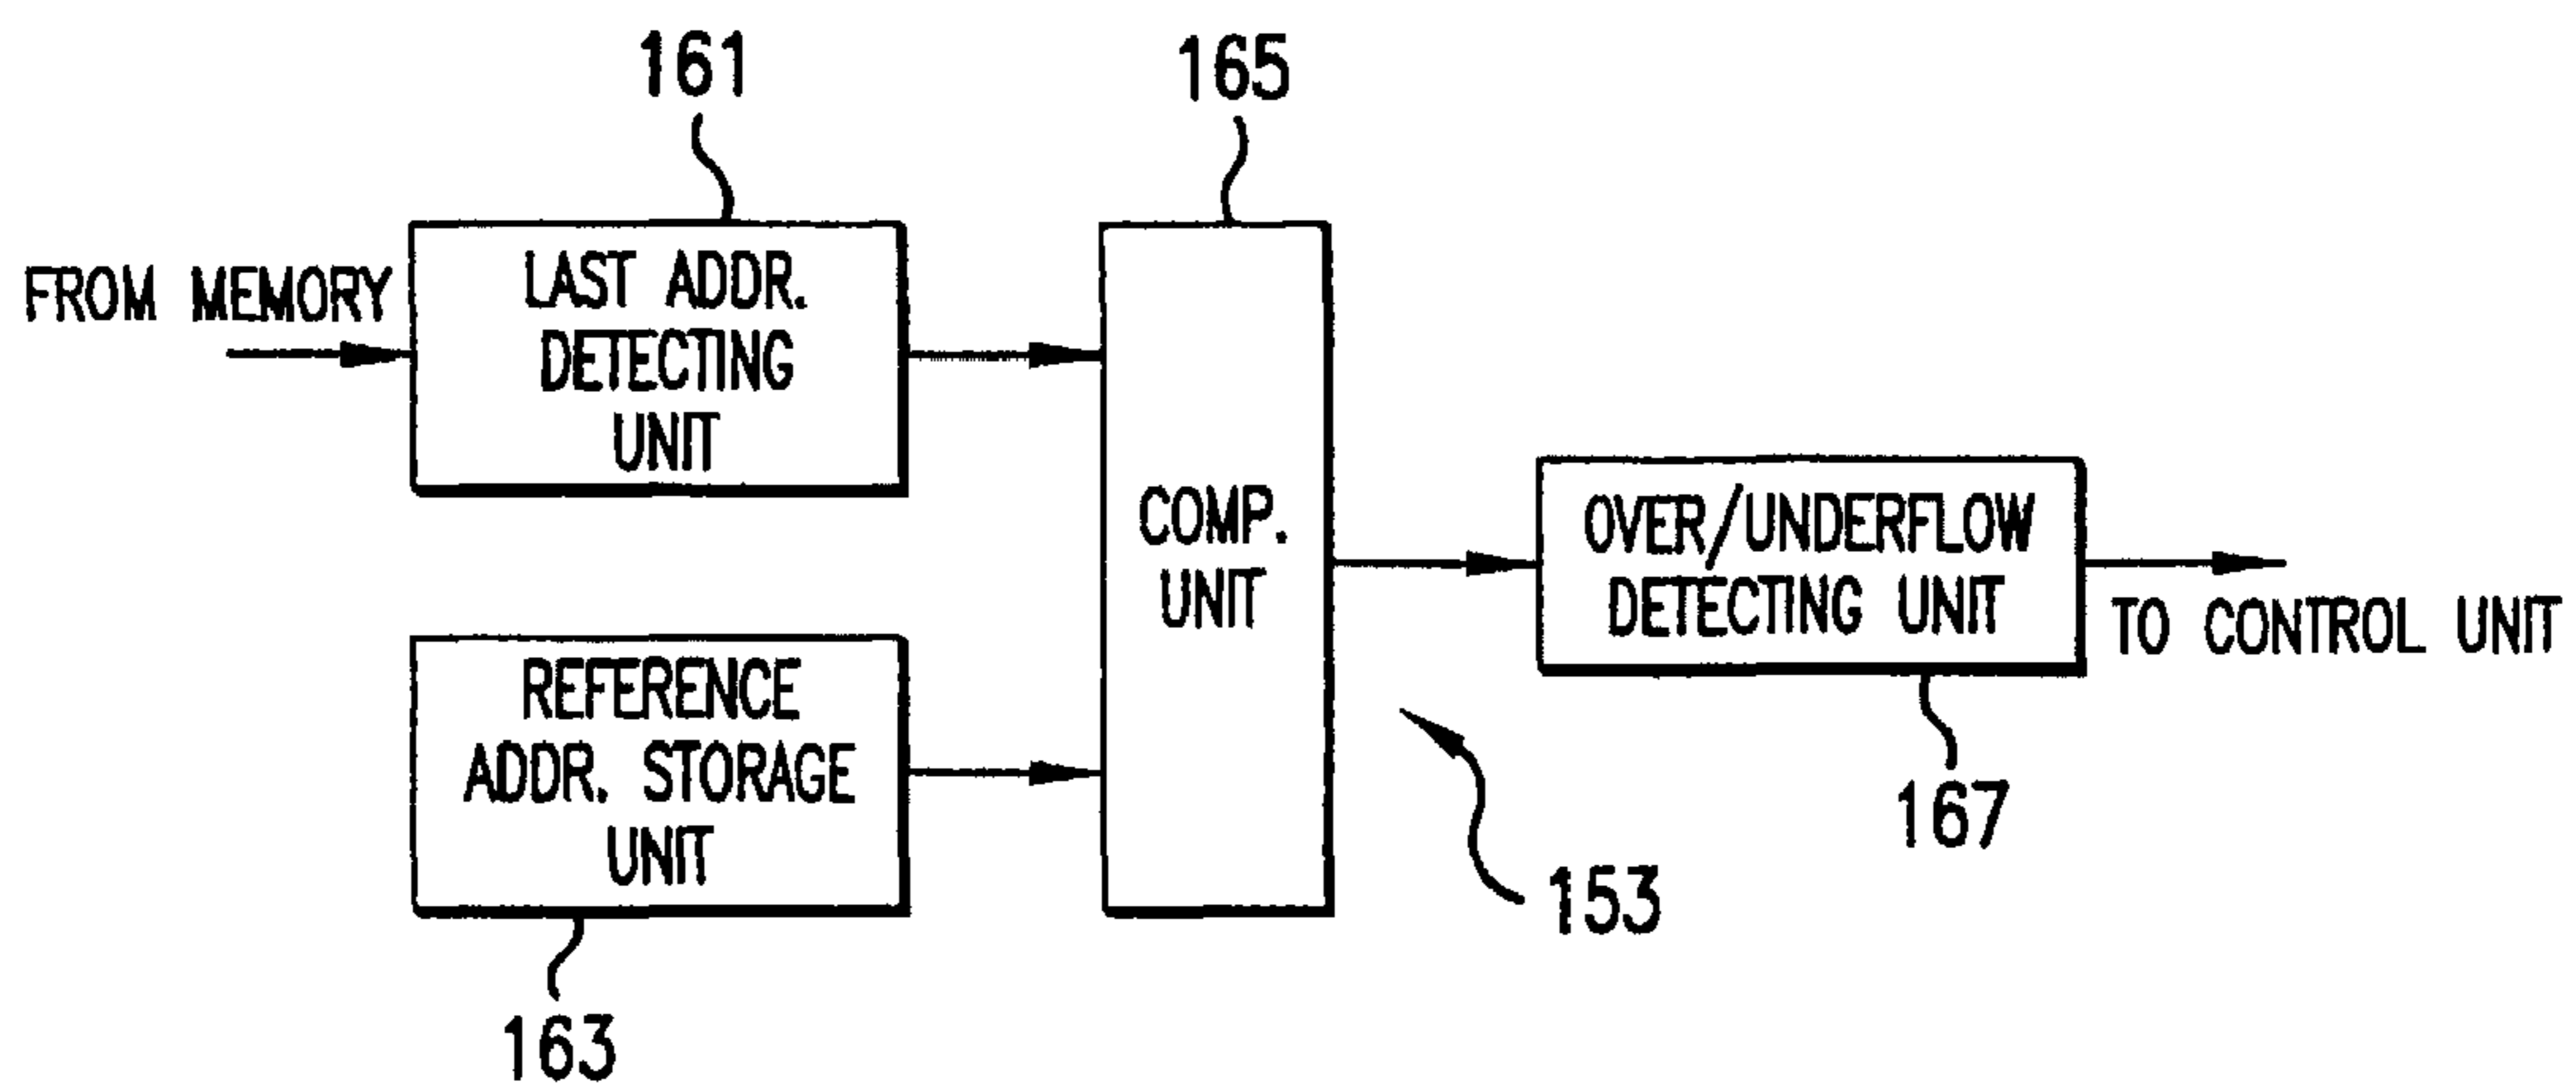 161
165
FROM MEMORY
LAST ADDR.
DETECTING
UNIT
COMP.
UNIT
OVER/UNDERFLOW
DETECTING UNIT
TO CONTROL UNIT
REFERENCE
ADDR. STORAGE
UNIT
167
153
163